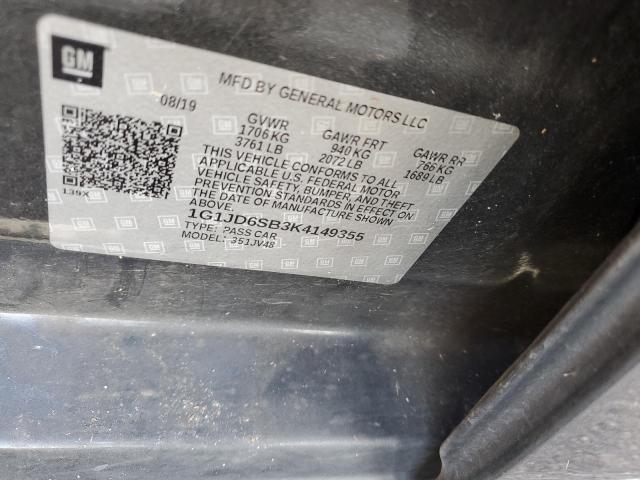 GM
MFD BY GENERAL MOTORS LLC
08/19
GVWR GAWR FRT GAWR RR
1706 KG 940 KG 766 KG
3761 LB 2072 LB 1689 LB
THIS VEHICLE CONFORMS TO ALL
APPLICABLE U.S. FEDERAL MOTOR
VEHICLE SAFETY, BUMPER, AND THEFT
PREVENTION STANDARDS IN EFFECT ON
THE DATE OF MANUFACTURE SHOWN
ABOVE.
139X
1G1JD6SB3K4149355
TYPE: PASS CAR
MODEL: 351JV48